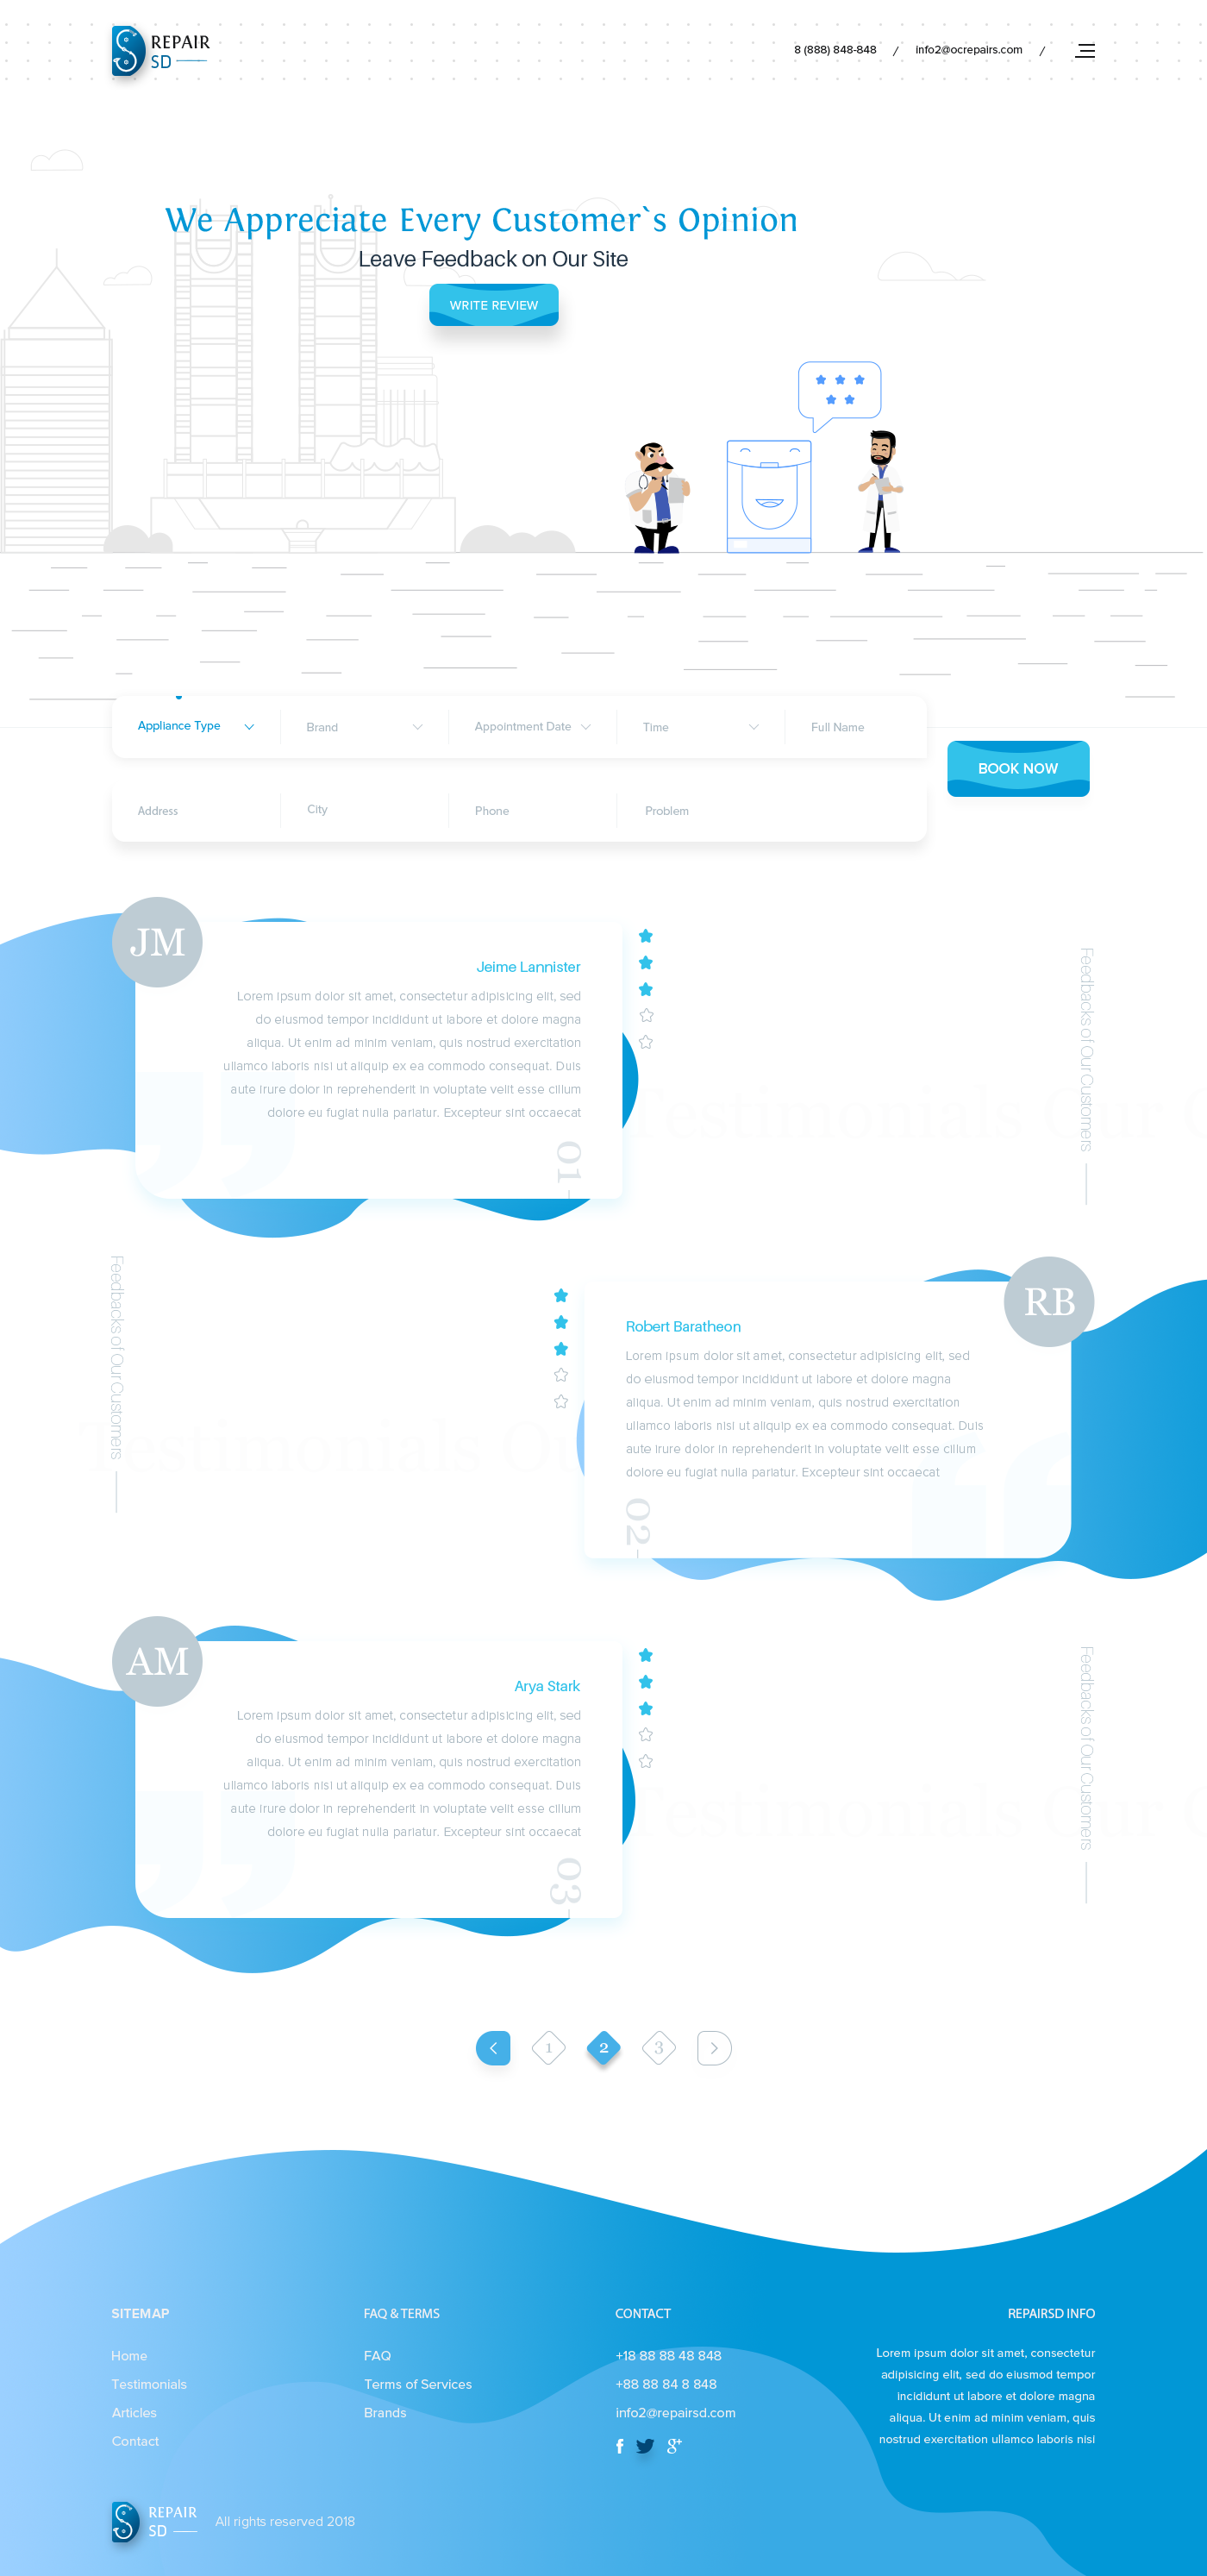 REPAIR
SD
8 (888) 848-848 / info2@ocrepairs.com /
We Appreciate Every Customer`s Opinion
Leave Feedback on Our Site
WRITE REVIEW
Appliance Type
Brand
Appointment Date
Time
Full Name
BOOK NOW
Address
City
Phone
Problem
JM
Jeime Lannister
Lorem ipsum dolor sit amet, consectetur adipisicing elit, sed
do eiusmod tempor incididunt ut labore et dolore magna
aliqua. Ut enim ad minim veniam, quis nostrud exercitation
ullamco laboris nisi ut aliquip ex ea commodo consequat. Duis
aute irure dolor in reprehenderit in voluptate velit esse cillum
dolore eu fugiat nulla pariatur. Excepteur sint occaecat
01
Testimonials Our C
Feedbacks of Our Customers
Feedbacks of Our Customers
Testimonials Ou
RB
Robert Baratheon
Lorem ipsum dolor sit amet, consectetur adipisicing elit, sed
do eiusmod tempor incididunt ut labore et dolore magna
aliqua. Ut enim ad minim veniam, quis nostrud exercitation
ullamco laboris nisi ut aliquip ex ea commodo consequat. Duis
aute irure dolor in reprehenderit in voluptate velit esse cillum
dolore eu fugiat nulla pariatur. Excepteur sint occaecat
02
AM
Arya Stark
Lorem ipsum dolor sit amet, consectetur adipisicing elit, sed
do eiusmod tempor incididunt ut labore et dolore magna
aliqua. Ut enim ad minim veniam, quis nostrud exercitation
ullamco laboris nisi ut aliquip ex ea commodo consequat. Duis
aute irure dolor in reprehenderit in voluptate velit esse cillum
dolore eu fugiat nulla pariatur. Excepteur sint occaecat
03
Testimonials Our C
Feedbacks of Our Customers
1 2 3
SITEMAP
Home
Testimonials
Articles
Contact
FAQ & TERMS
FAQ
Terms of Services
Brands
CONTACT
+18 88 88 48 848
+88 88 84 8 848
info2@repairsd.com
REPAIRSD INFO
Lorem ipsum dolor sit amet, consectetur
adipisicing elit, sed do eiusmod tempor
incididunt ut labore et dolore magna
aliqua. Ut enim ad minim veniam, quis
nostrud exercitation ullamco laboris nisi
REPAIR
SD
All rights reserved 2018